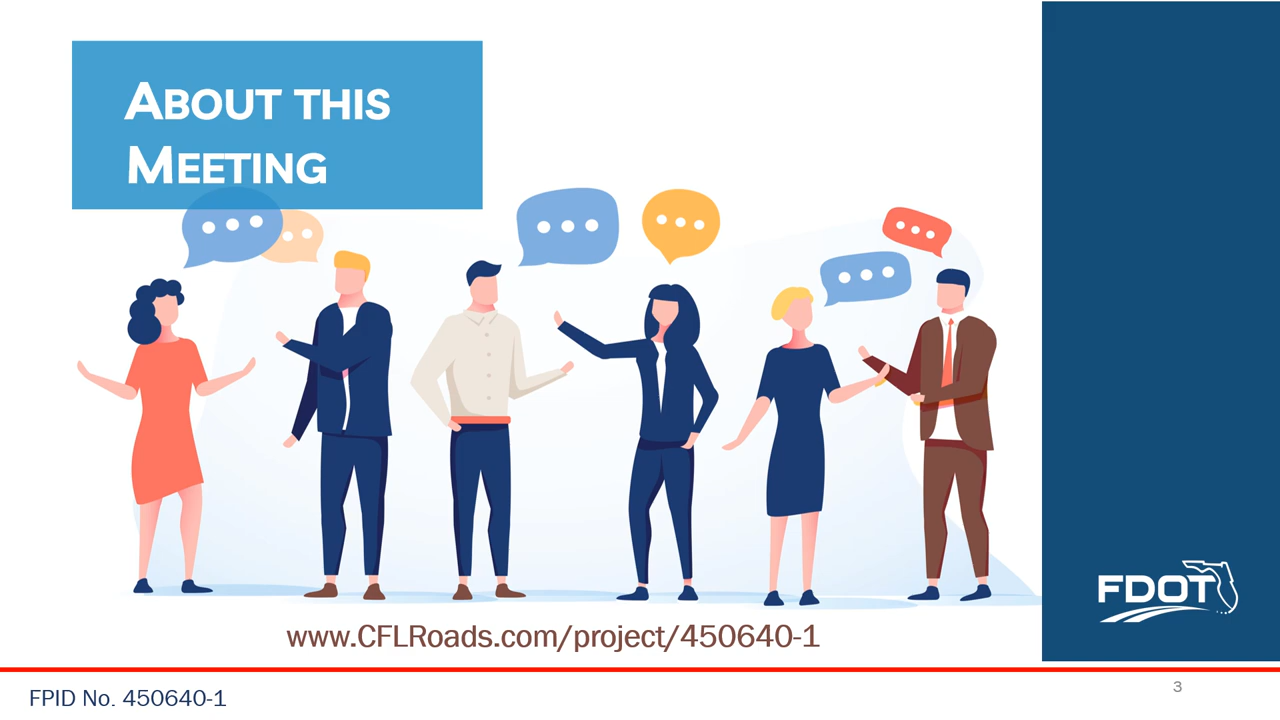 ABOUT THIS
MEETING
FDOT
www.CFLRoads.com/project/450640-1
3
FPID No. 450640-1